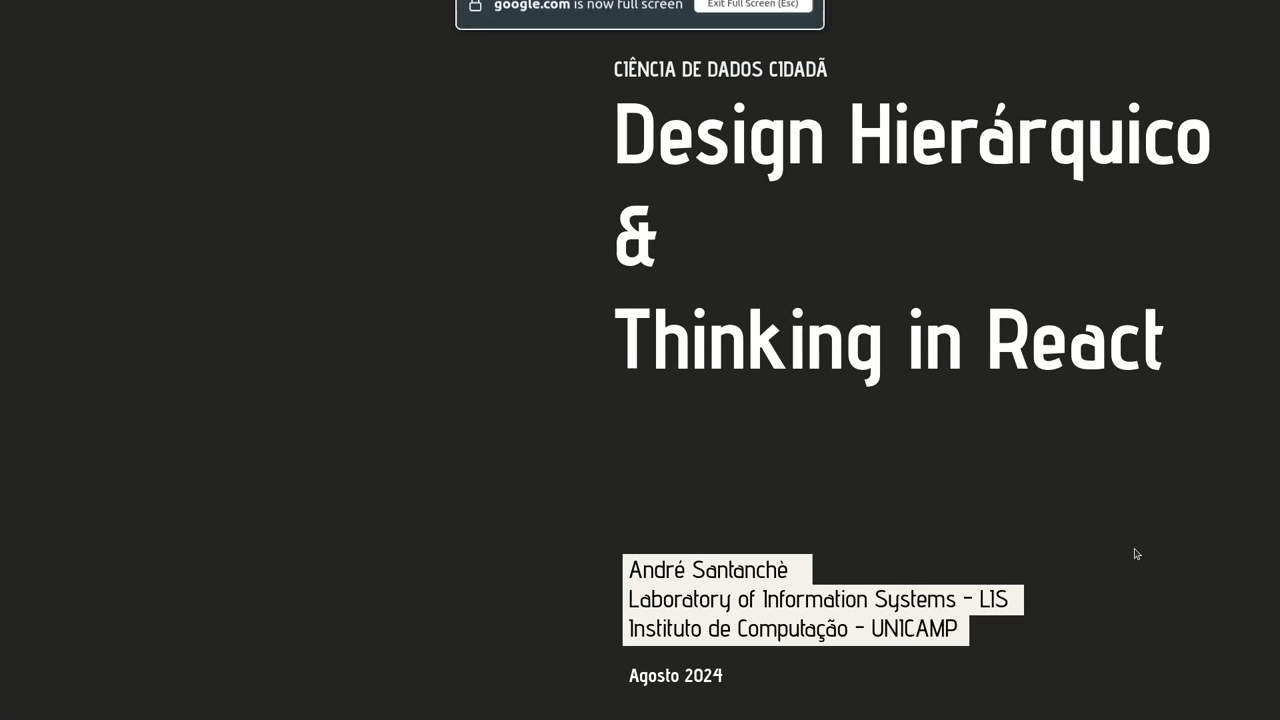 google.com is now full screen
Exit Full Screen (Esc)
CIÊNCIA DE DADOS CIDADÃ
Design Hierárquico
&
Thinking in React
André Santanchè
Laboratory of Information Systems - LIS
Instituto de Computação - UNICAMP
Agosto 2024